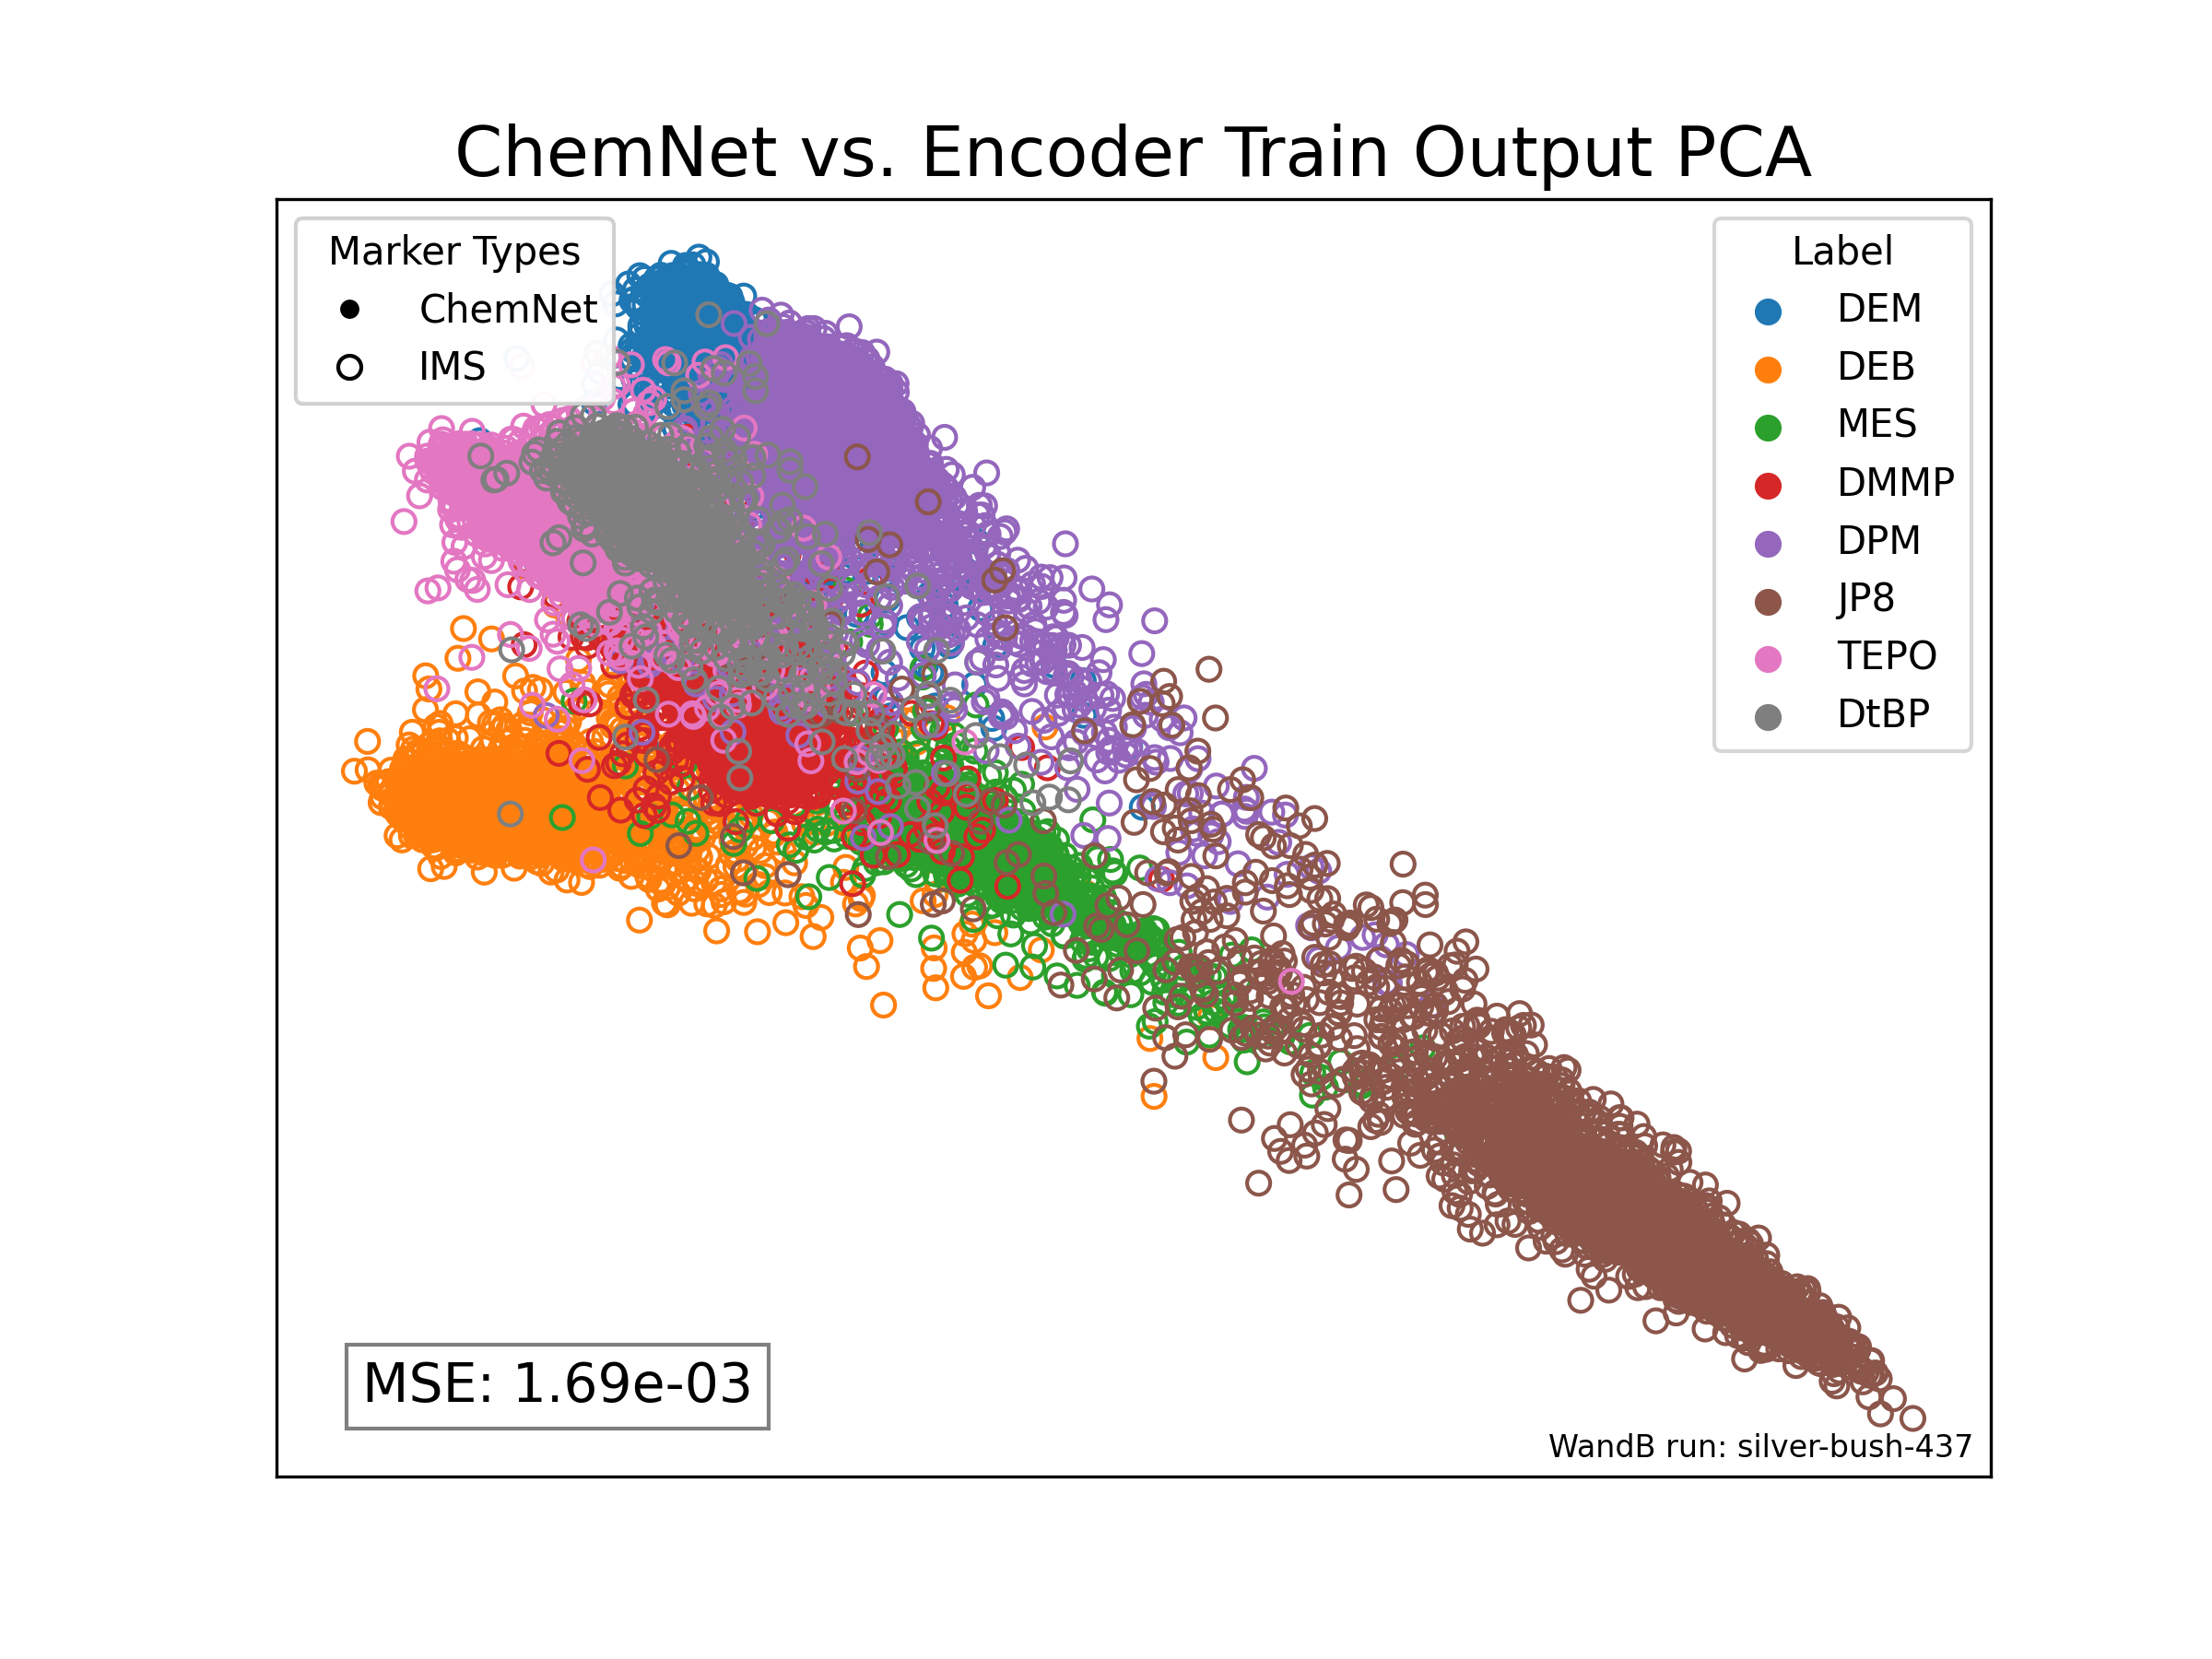 ChemNet vs. Encoder Train Output PCA
Marker Types
ChemNet
IMS
Label
DEM
DEB
MES
DMMP
DPM
JP8
TEPO
DtBP
MSE: 1.69e-03
WandB run: silver-bush-437